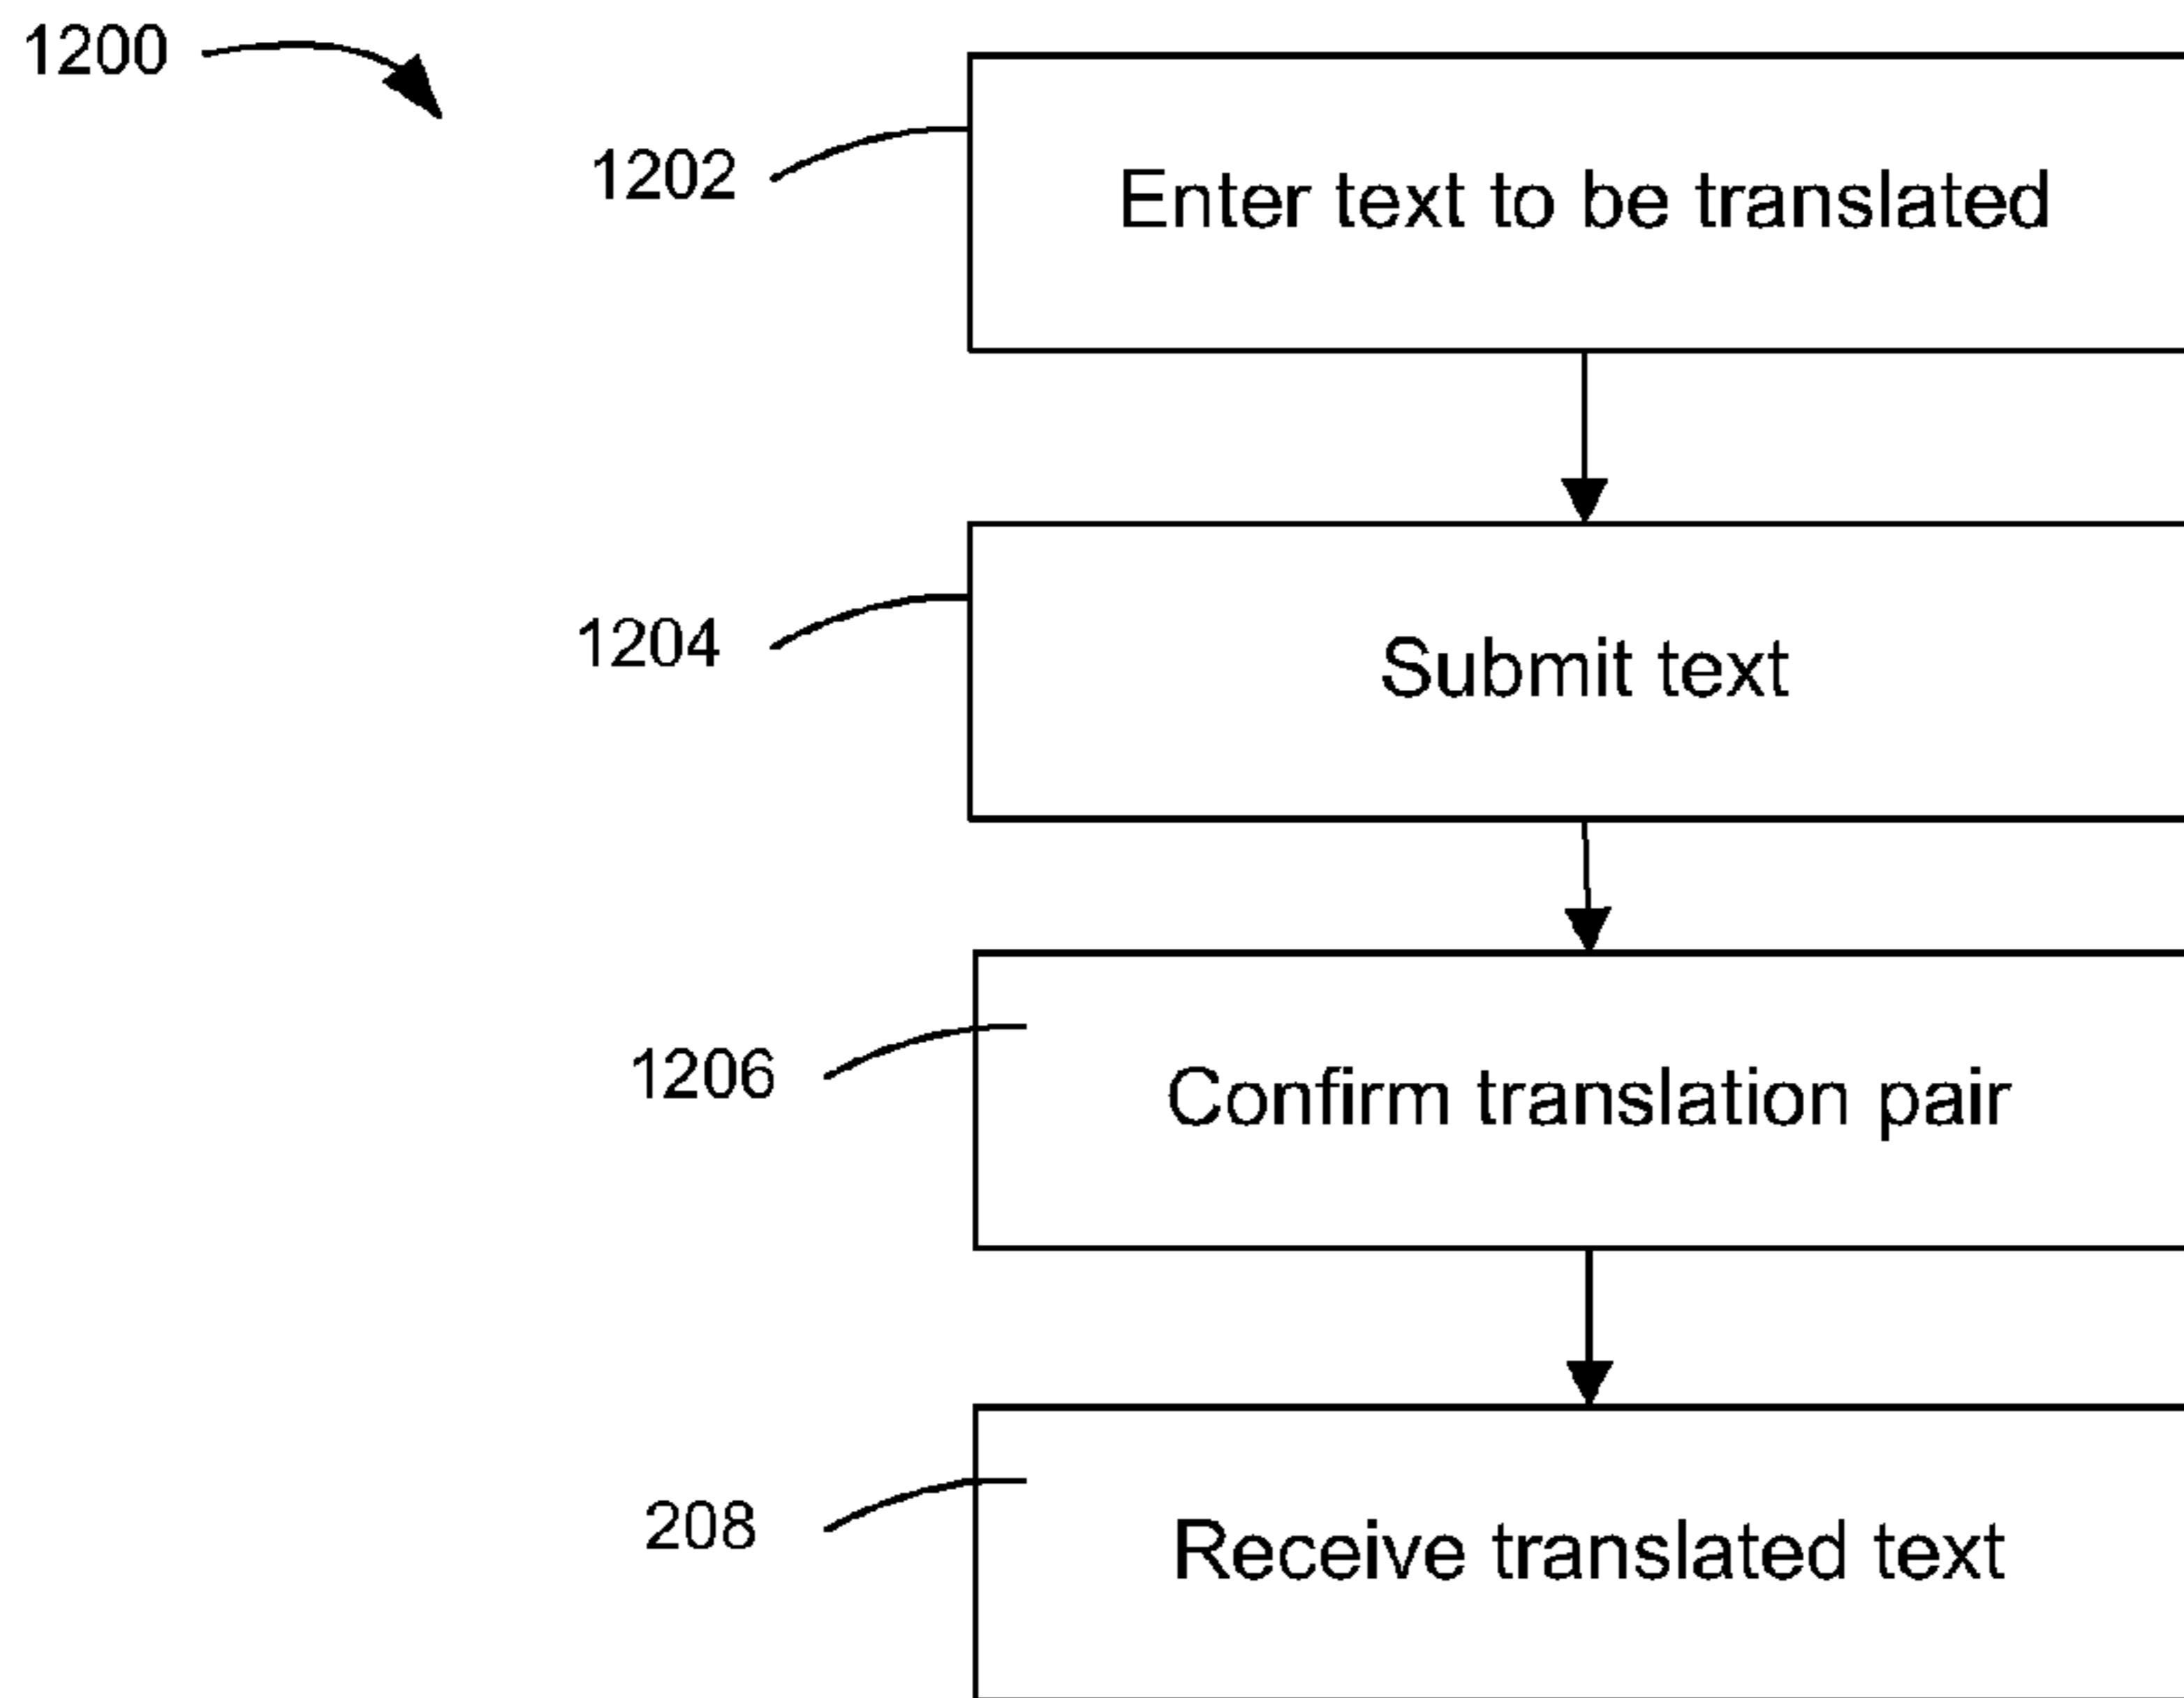 1200
1202
Enter text to be translated
1204
Submit text
1206
Confirm translation pair
208
Receive translated text